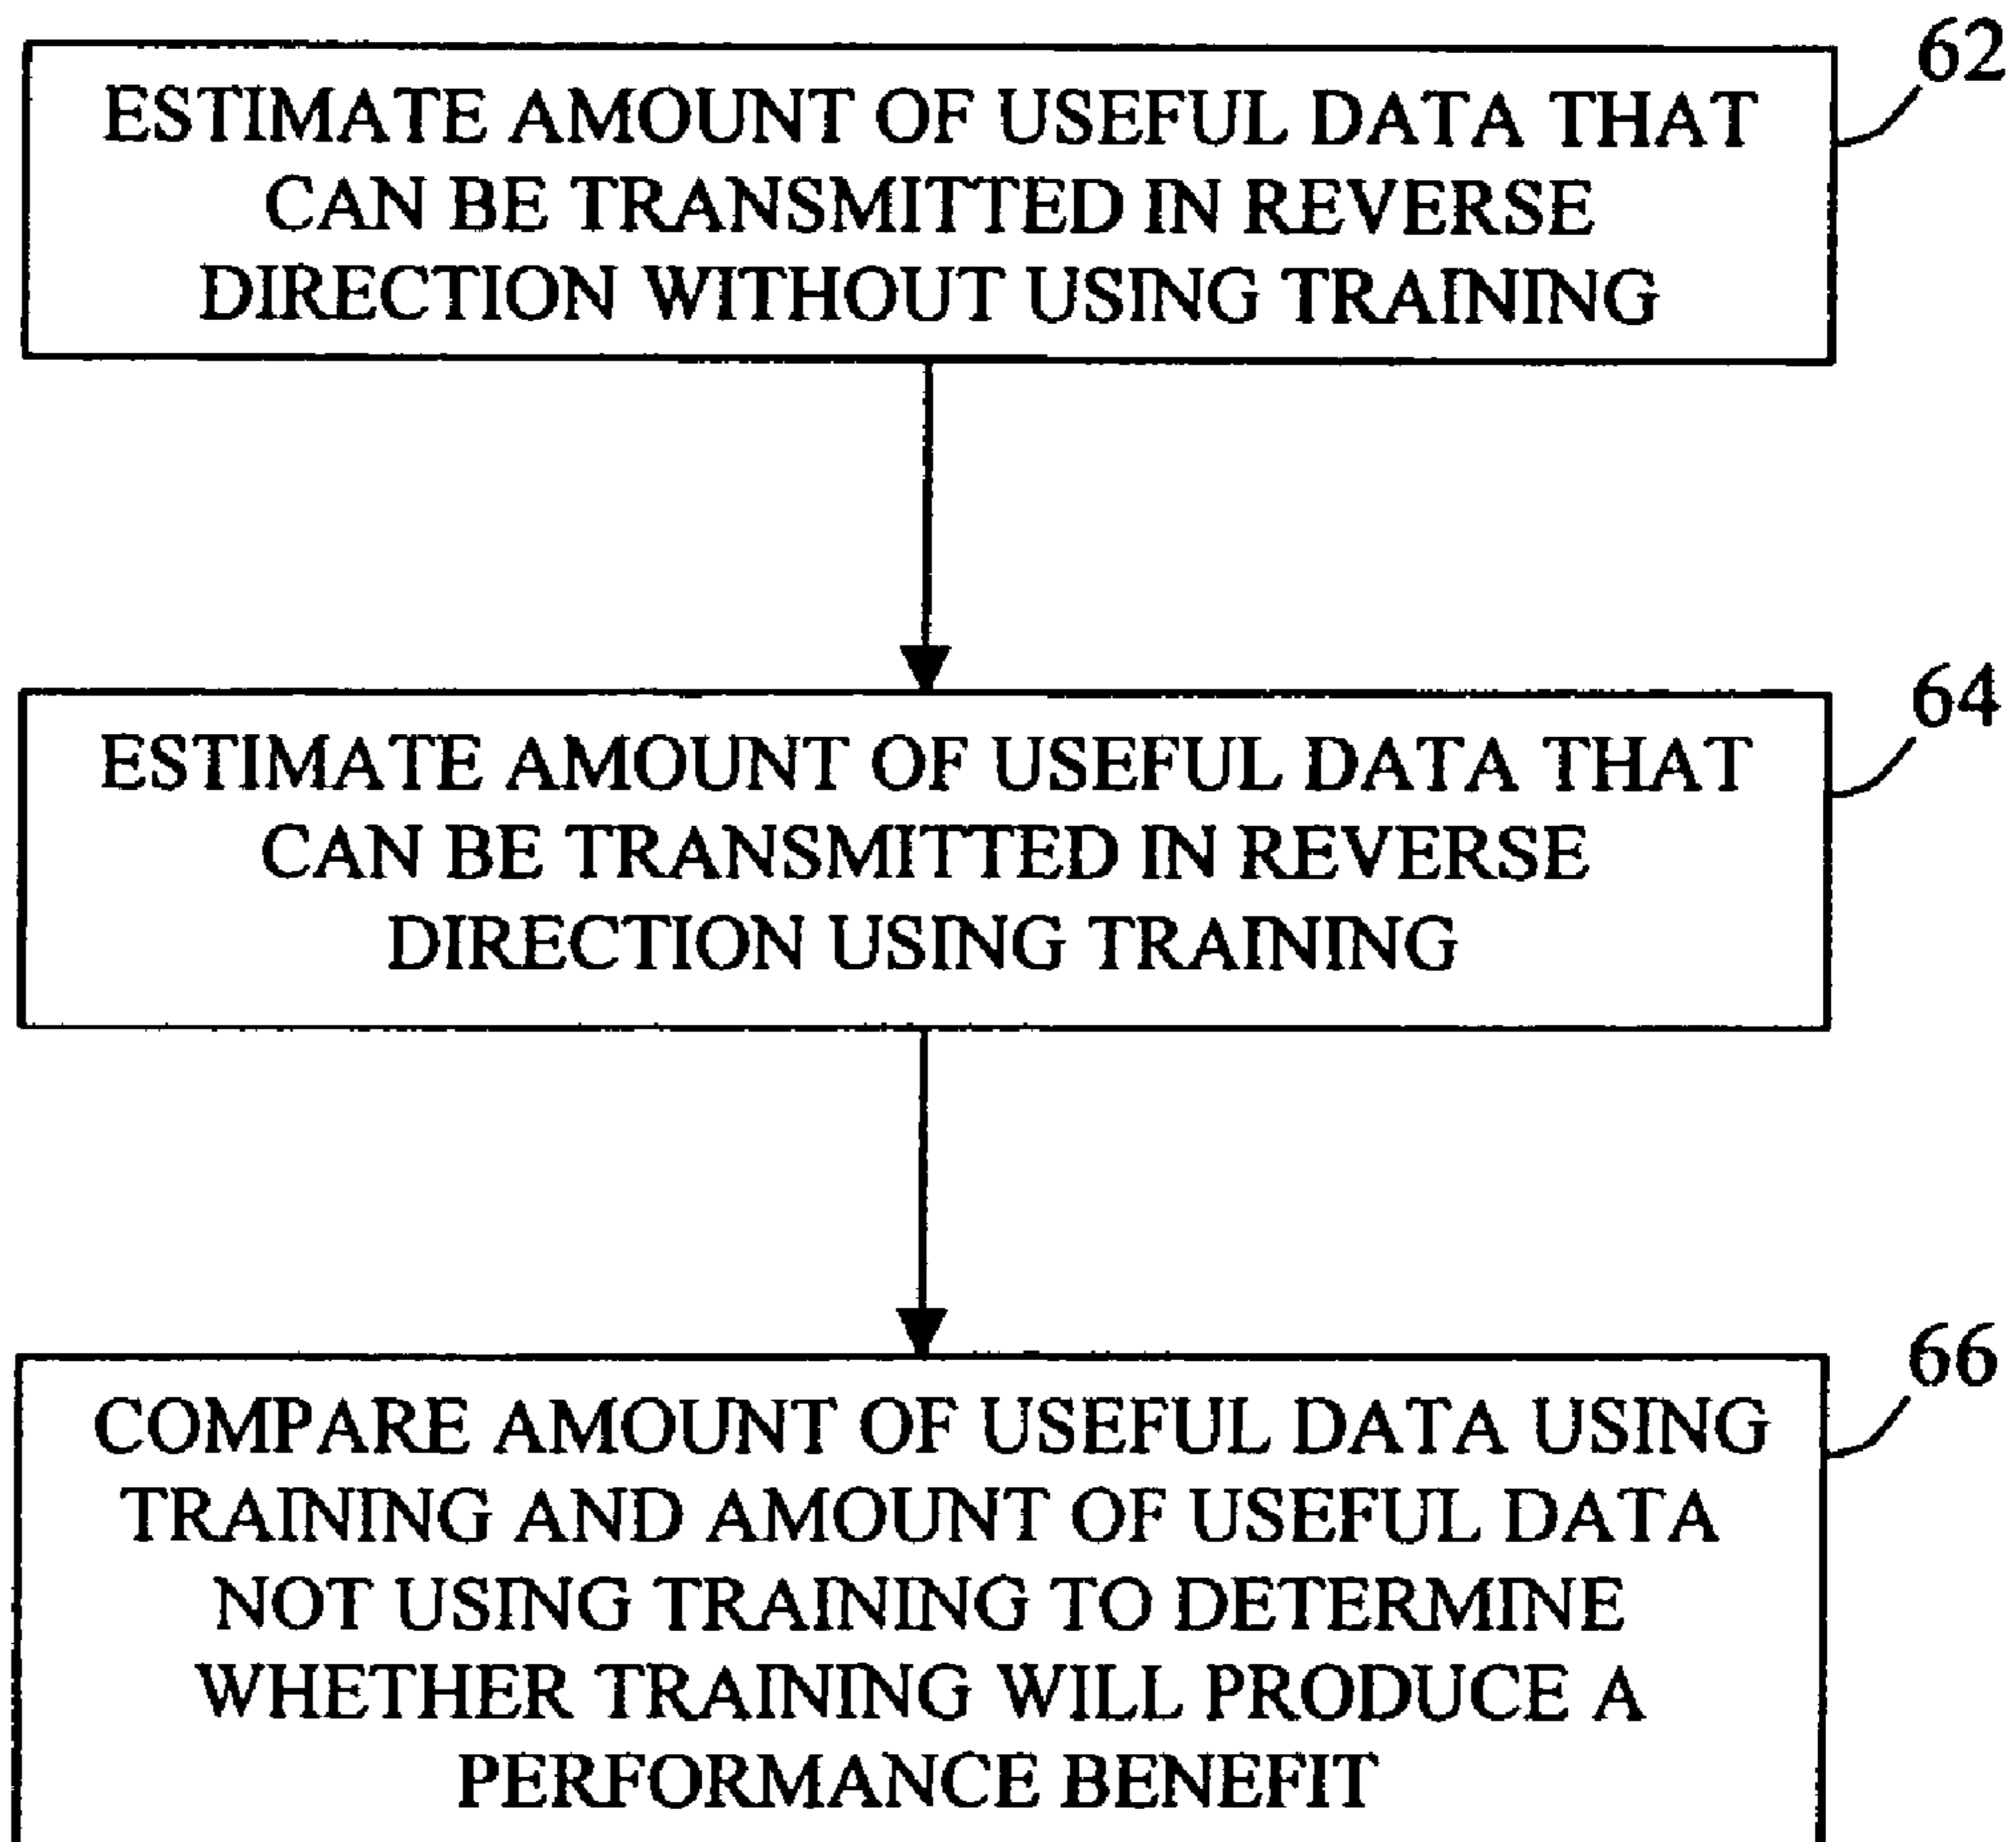 62
ESTIMATE AMOUNT OF USEFUL DATA THAT
CAN BE TRANSMITTED IN REVERSE
DIRECTION WITHOUT USING TRAINING
64
ESTIMATE AMOUNT OF USEFUL DATA THAT
CAN BE TRANSMITTED IN REVERSE
DIRECTION USING TRAINING
66
COMPARE AMOUNT OF USEFUL DATA USING
TRAINING AND AMOUNT OF USEFUL DATA
NOT USING TRAINING TO DETERMINE
WHETHER TRAINING WILL PRODUCE A
PERFORMANCE BENEFIT